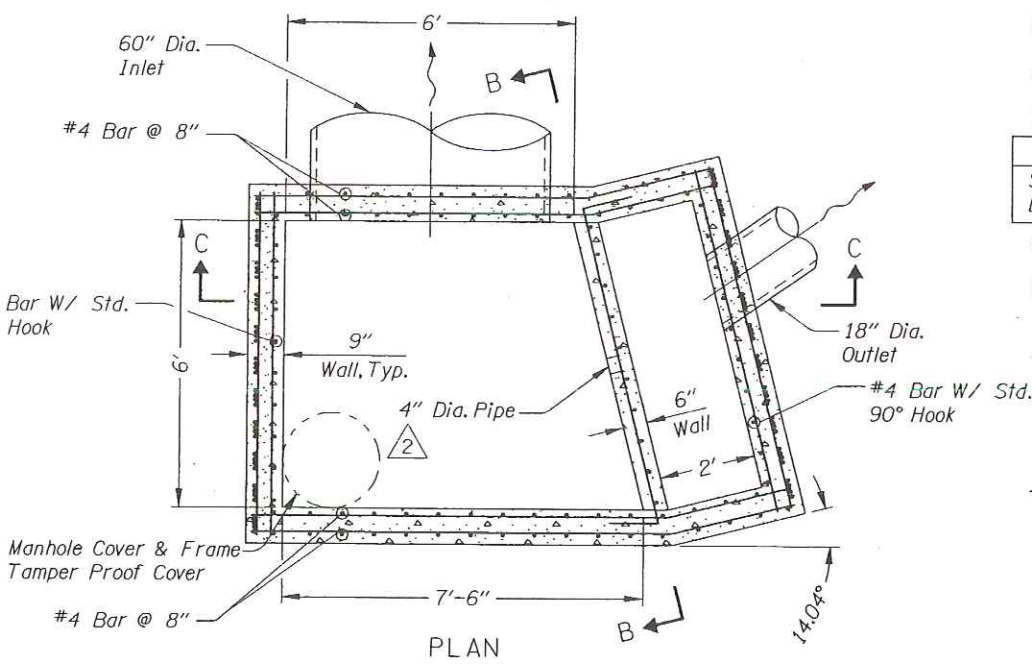 6'
60" Dia.
Inlet
B
#4 Bar @ 8"
C
C
Bar W/ Std.
Hook
6'
9"
Wall, Typ.
18" Dia.
Outlet
4" Dia. Pipe
2
6"
Wall
#4 Bar W/ Std.
90° Hook
2'
Manhole Cover & Frame
Tamper Proof Cover
7'-6"
#4 Bar @ 8"
B
14.04°
PLAN